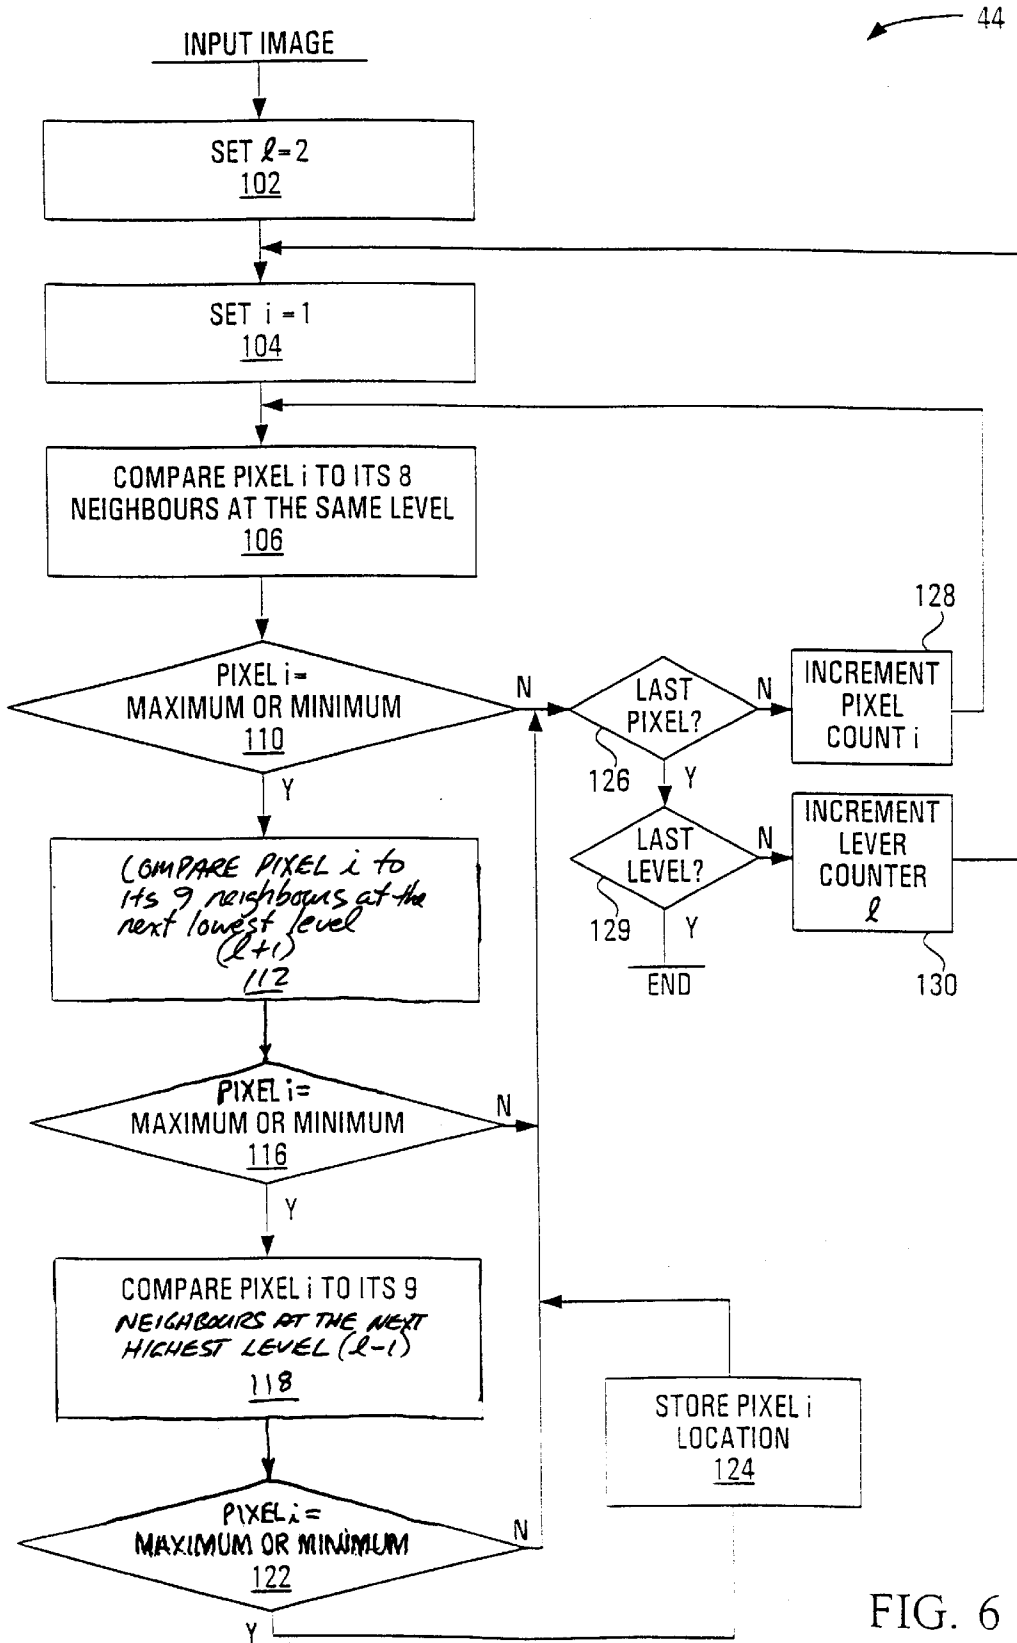 44
INPUT IMAGE
SET ℓ=2
102
SET i=1
104
COMPARE PIXEL i TO ITS 8
NEIGHBOURS AT THE SAME LEVEL
106
PIXEL i=
MAXIMUM OR MINIMUM
110
N
Y
LAST
PIXEL?
126
N
Y
128
INCREMENT
PIXEL
COUNT i
LAST
LEVEL?
129
N
Y
END
INCREMENT
LEVER
COUNTER
ℓ
130
COMPARE PIXEL i to
its 9 neighbours at the
next lowest level
(ℓ+1)
112
PIXEL i=
MAXIMUM OR MINIMUM
116
N
Y
COMPARE PIXEL i TO ITS 9
NEIGHBOURS AT THE NEXT
HIGHEST LEVEL (ℓ-1)
118
STORE PIXEL i
LOCATION
124
PIXEL i=
MAXIMUM OR MINIMUM
122
N
Y
FIG. 6